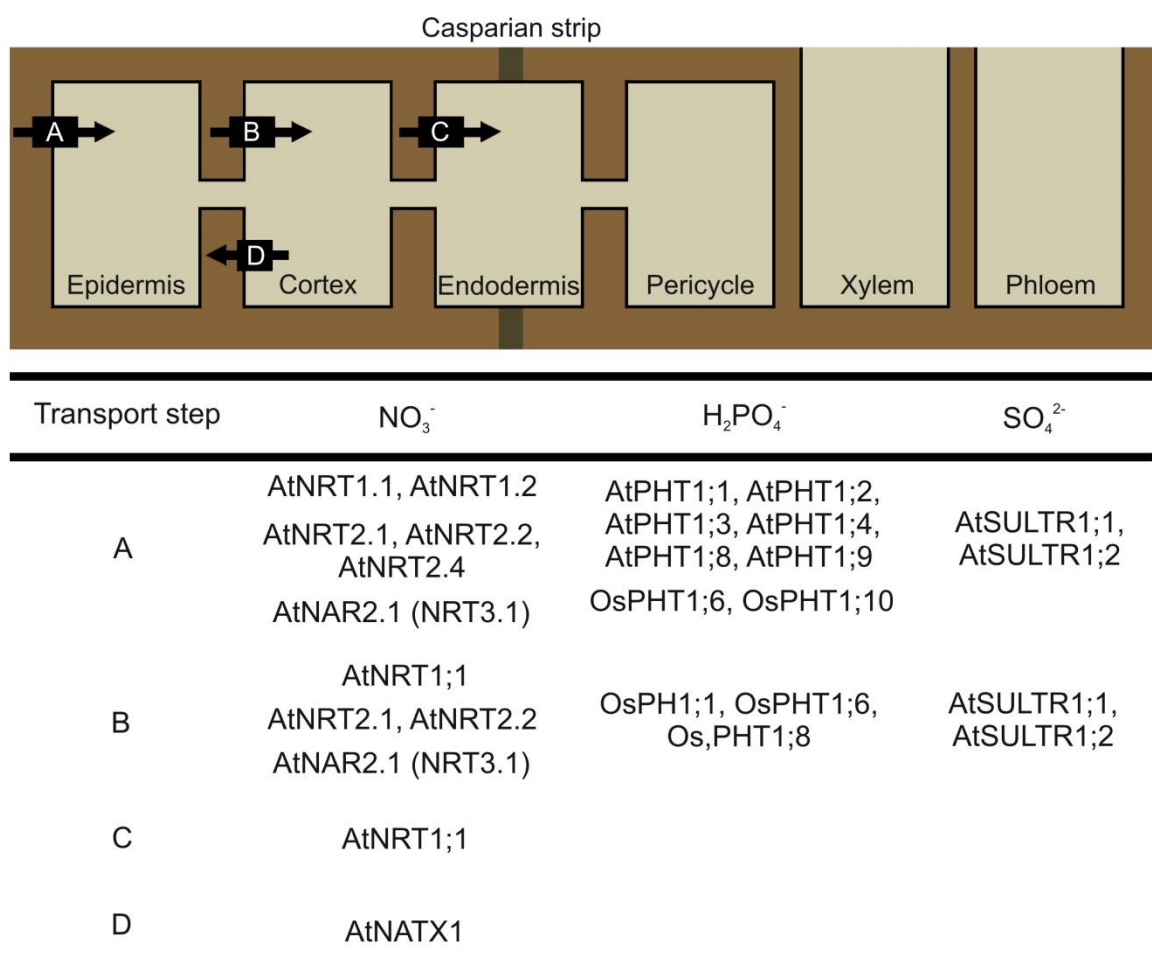 Casparian strip
A B C
D
Epidermis Cortex Endodermis Pericycle Xylem Phloem
Transport step NO₃⁻ H₂PO₄⁻ SO₄²⁻
A
AtNRT1.1, AtNRT1.2
AtNRT2.1, AtNRT2.2,
AtNRT2.4
AtNAR2.1 (NRT3.1)
AtPHT1;1, AtPHT1;2,
AtPHT1;3, AtPHT1;4,
AtPHT1;8, AtPHT1;9
OsPHT1;6, OsPHT1;10
AtSULTR1;1,
AtSULTR1;2
B
AtNRT1;1
AtNRT2.1, AtNRT2.2
AtNAR2.1 (NRT3.1)
OsPH1;1, OsPHT1;6,
Os,PHT1;8
AtSULTR1;1,
AtSULTR1;2
C
AtNRT1;1
D
AtNATX1